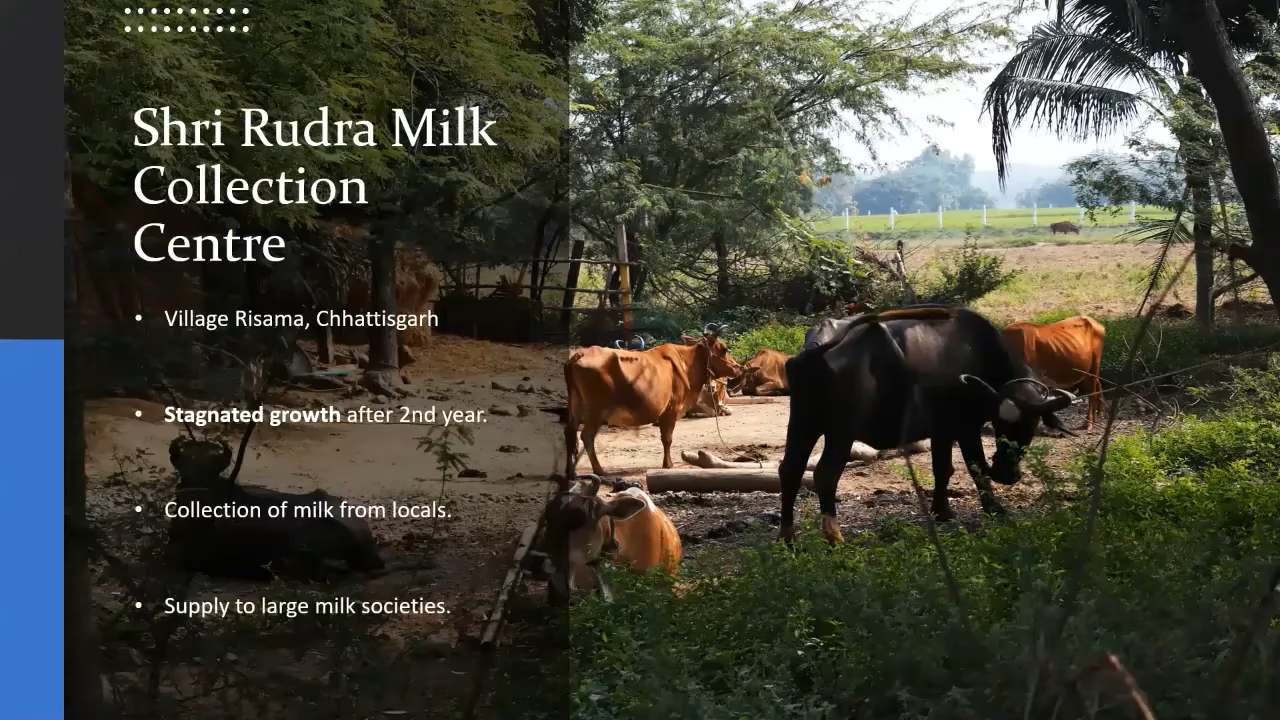 Shri Rudra Milk
Collection
Centre
• Village Risama, Chhattisgarh
• Stagnated growth after 2nd year.
• Collection of milk from locals.
• Supply to large milk societies.